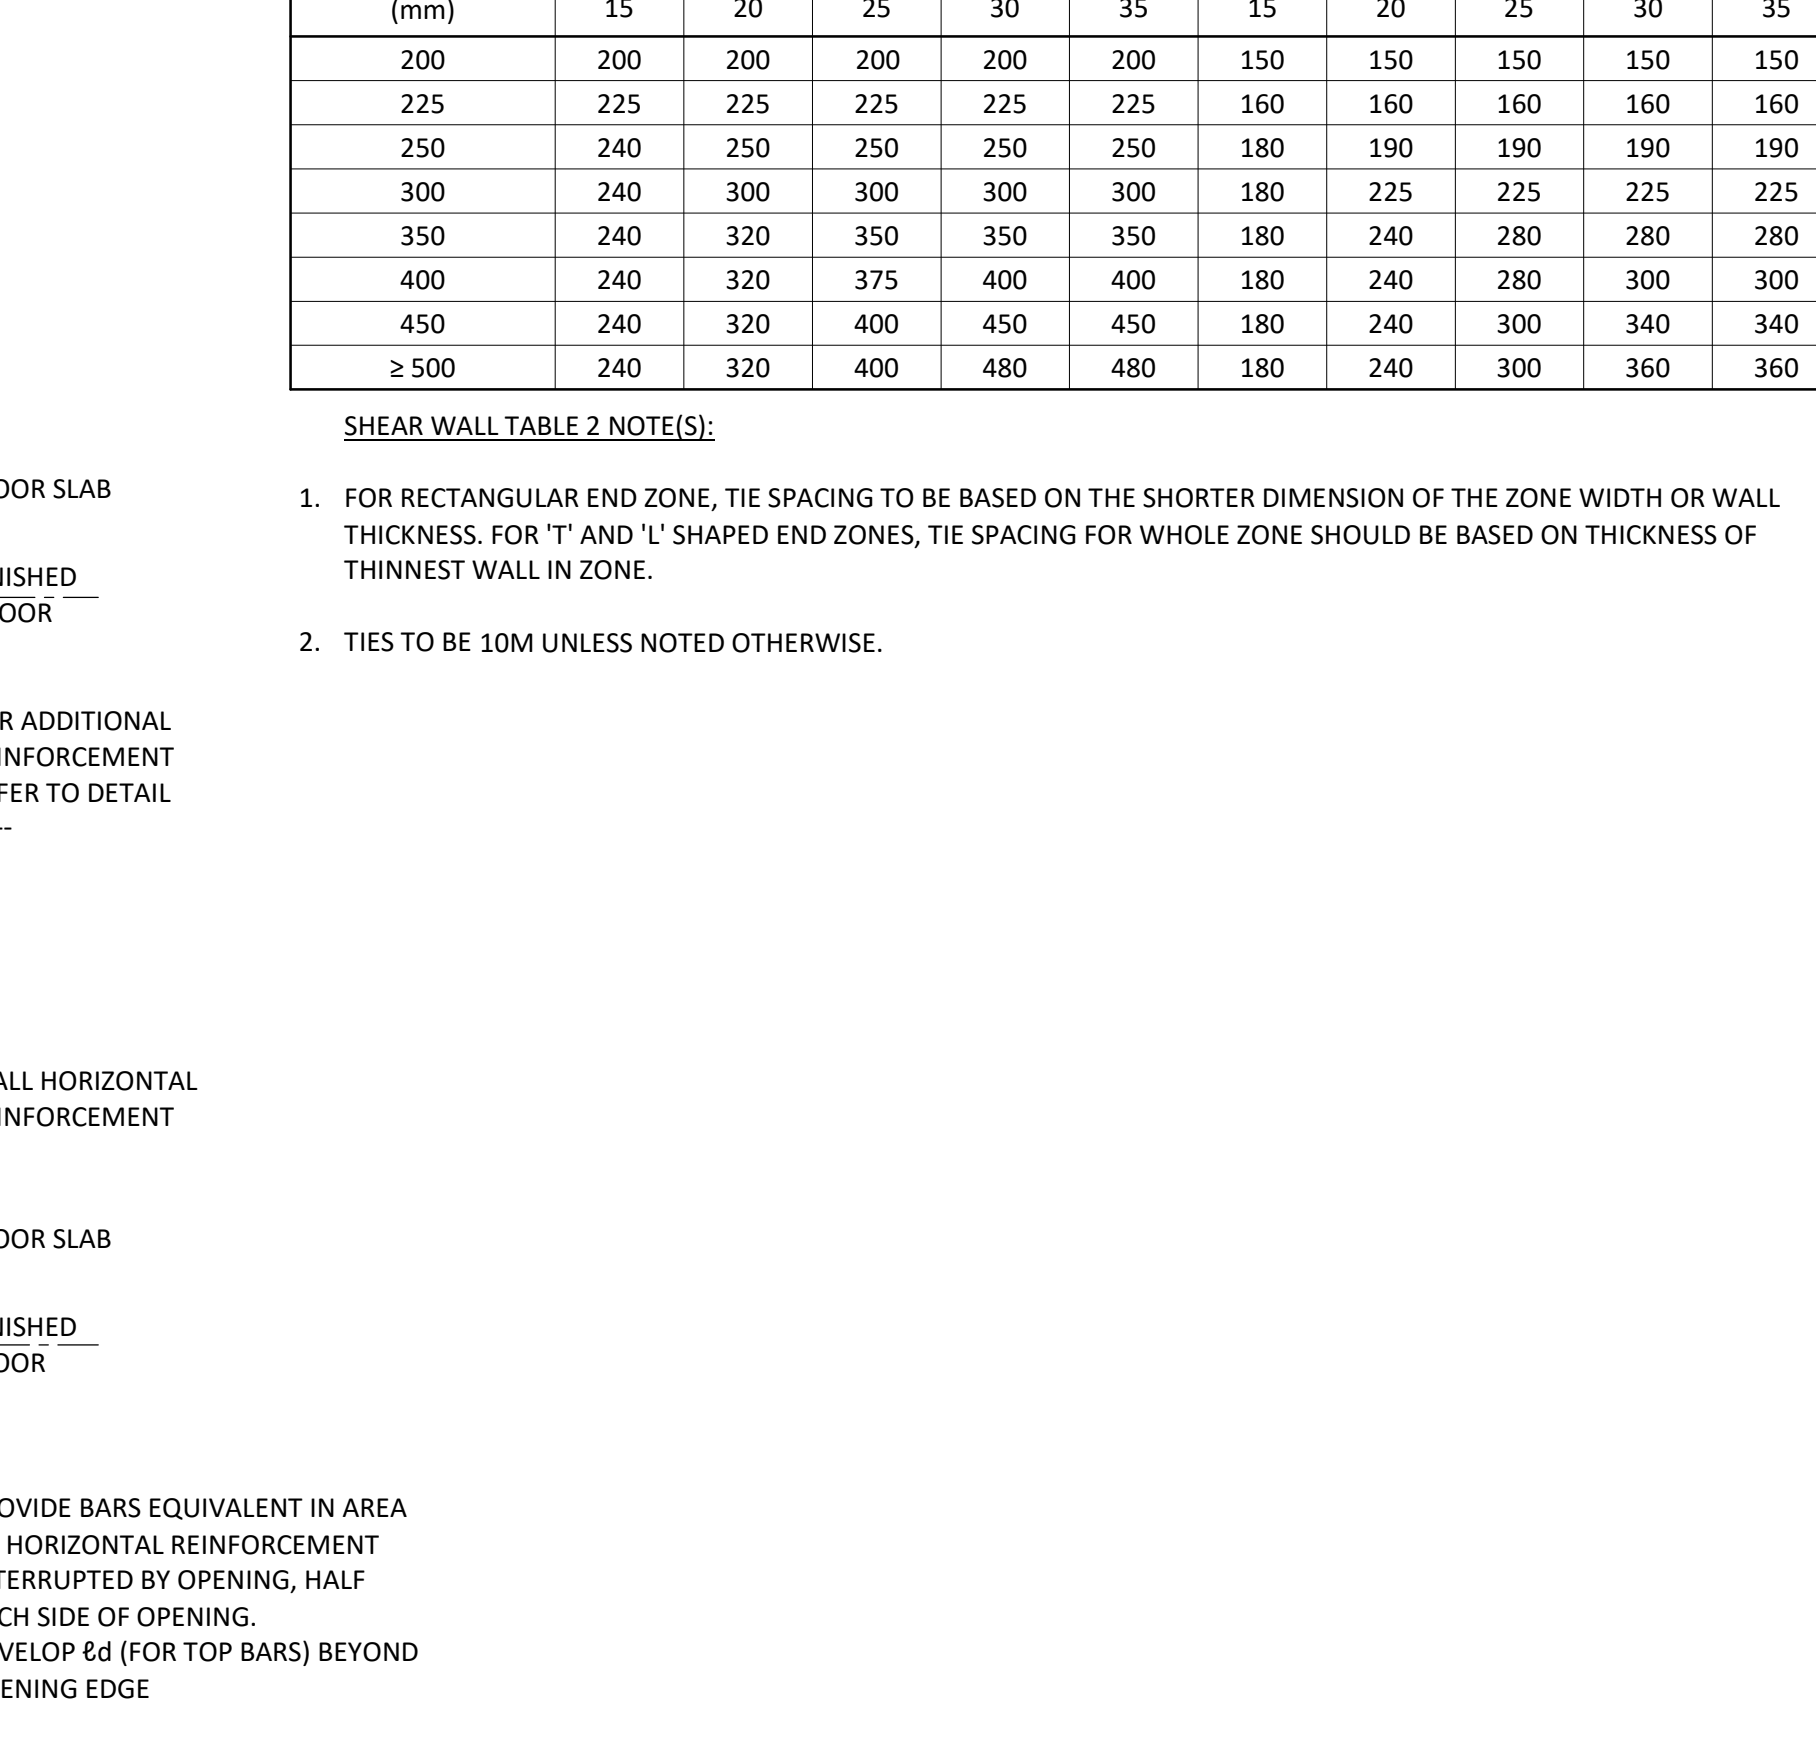 (mm) 15 20 25 30 35 15 20 25 30 35
200 200 200 200 200 200 150 150 150 150 150
225 225 225 225 225 225 160 160 160 160 160
250 240 250 250 250 250 180 190 190 190 190
300 240 300 300 300 300 180 225 225 225 225
350 240 320 350 350 350 180 240 280 280 280
400 240 320 375 400 400 180 240 280 300 300
450 240 320 400 450 450 180 240 300 340 340
≥ 500 240 320 400 480 480 180 240 300 360 360
SHEAR WALL TABLE 2 NOTE(S):
1. FOR RECTANGULAR END ZONE, TIE SPACING TO BE BASED ON THE SHORTER DIMENSION OF THE ZONE WIDTH OR WALL
THICKNESS. FOR 'T' AND 'L' SHAPED END ZONES, TIE SPACING FOR WHOLE ZONE SHOULD BE BASED ON THICKNESS OF
THINNEST WALL IN ZONE.
2. TIES TO BE 10M UNLESS NOTED OTHERWISE.
OOR SLAB
NISHED
OOR
R ADDITIONAL
INFORCEMENT
FER TO DETAIL
--
ALL HORIZONTAL
INFORCEMENT
OOR SLAB
NISHED
OOR
OVIDE BARS EQUIVALENT IN AREA
HORIZONTAL REINFORCEMENT
TERRUPTED BY OPENING, HALF
CH SIDE OF OPENING.
VELOP ℓd (FOR TOP BARS) BEYOND
ENING EDGE